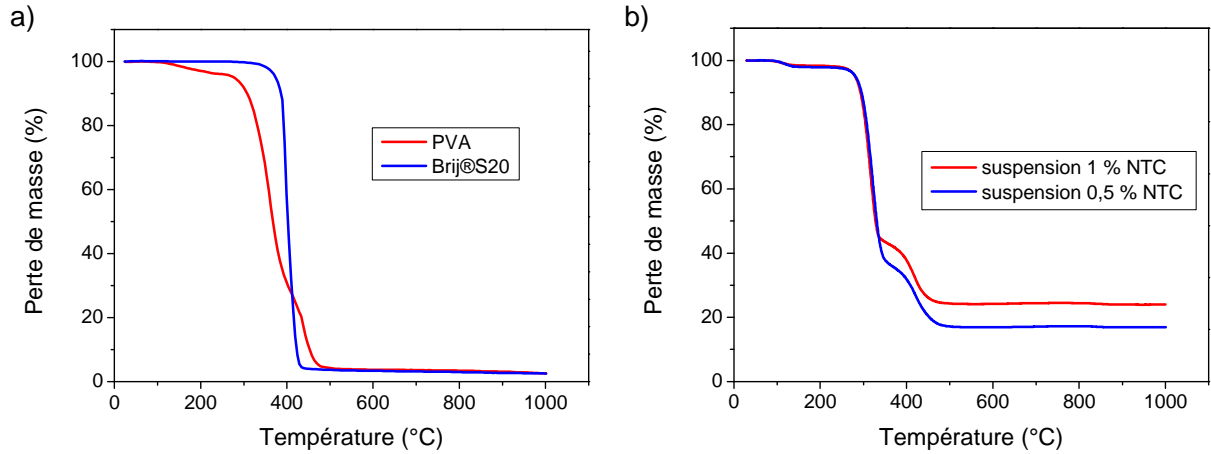 a)
Perte de masse (%)
100
80
60
40
20
0
PVA
Brij®S20
0 200 400 600 800 1000
Température (°C)
b)
Perte de masse (%)
100
80
60
40
20
0
suspension 1 % NTC
suspension 0,5 % NTC
0 200 400 600 800 1000
Température (°C)